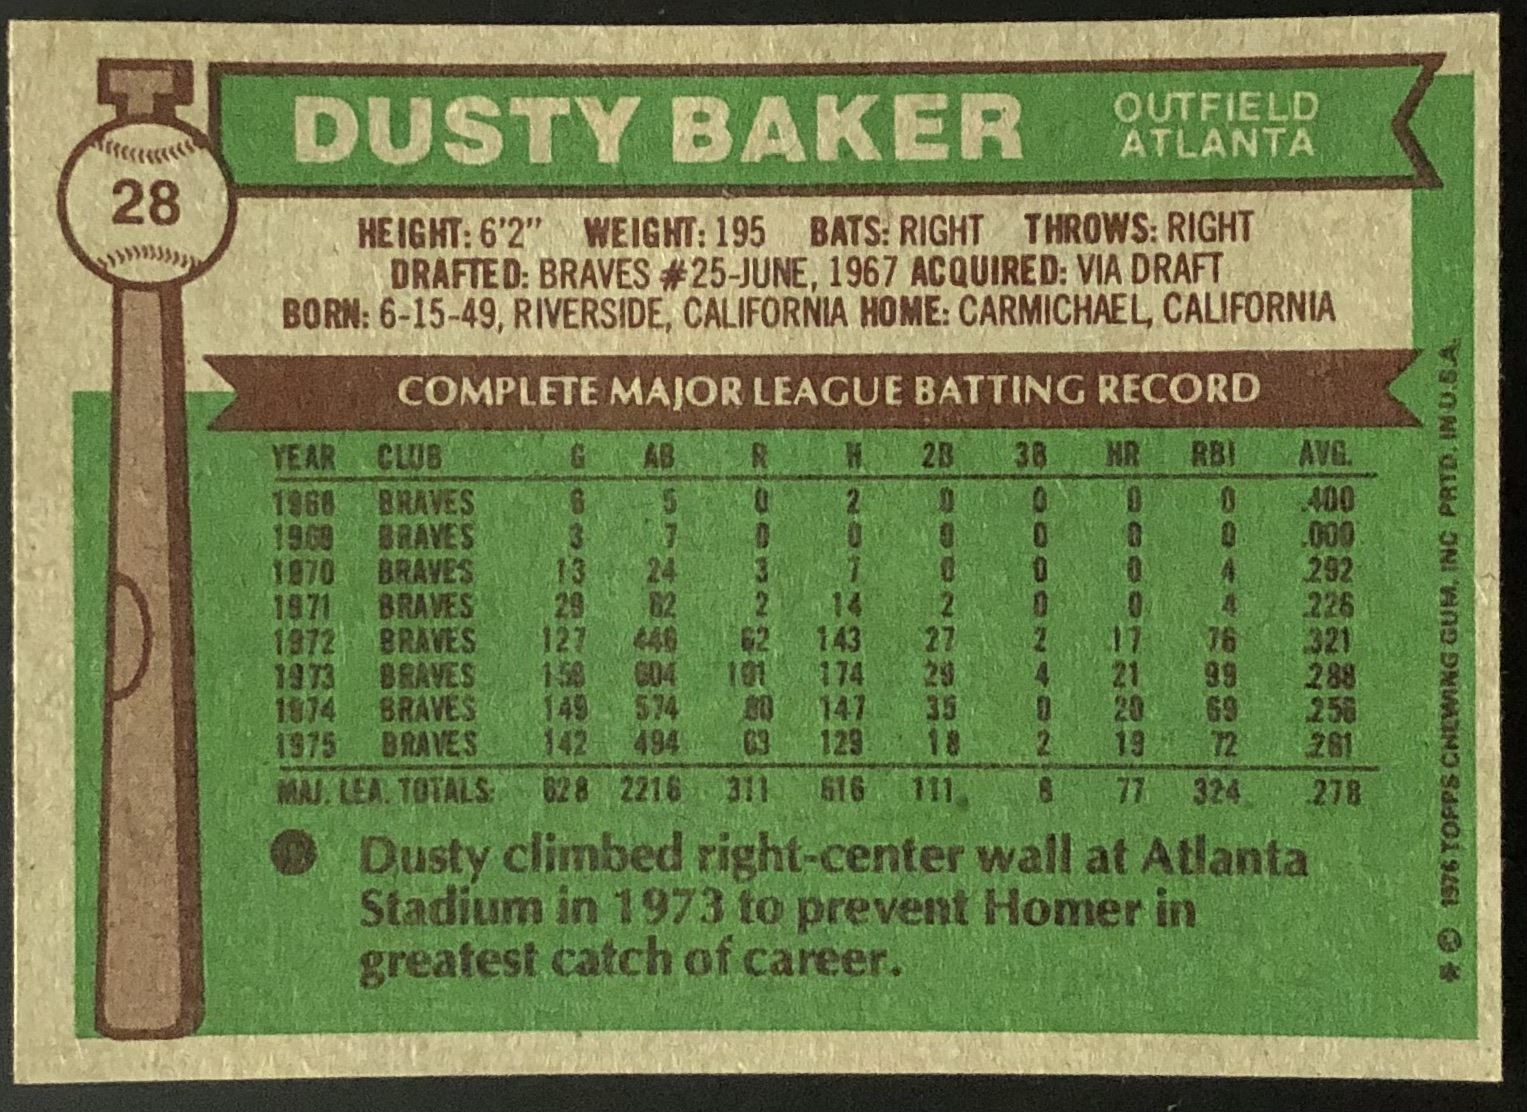 T
28
DUSTY BAKER
OUTFIELD
ATLANTA
HEIGHT: 6'2" WEIGHT: 195 BATS: RIGHT THROWS: RIGHT
DRAFTED: BRAVES #25-JUNE, 1967 ACQUIRED: VIA DRAFT
BORN: 6-15-49, RIVERSIDE, CALIFORNIA HOME: CARMICHAEL, CALIFORNIA
COMPLETE MAJOR LEAGUE BATTING RECORD
YEAR CLUB G AB R H 2B 3B HR RBI AVG.
1968 BRAVES 6 5 0 2 0 0 0 0 .400
1969 BRAVES 3 7 0 0 0 0 0 0 .000
1970 BRAVES 13 24 3 7 0 0 0 4 .292
1971 BRAVES 29 62 2 14 2 0 0 4 .226
1972 BRAVES 127 446 62 143 27 2 17 76 .321
1973 BRAVES 159 604 101 174 29 4 21 99 .288
1974 BRAVES 149 574 80 147 35 0 20 69 .256
1975 BRAVES 142 494 63 129 18 2 19 72 .261
MAJ. LEA. TOTALS: 628 2216 311 616 111 8 77 324 .278
Dusty climbed right-center wall at Atlanta
Stadium in 1973 to prevent Homer in
greatest catch of career.
* © 1976 TOPPS CHEWING GUM, INC PRTD. IN U.S.A.